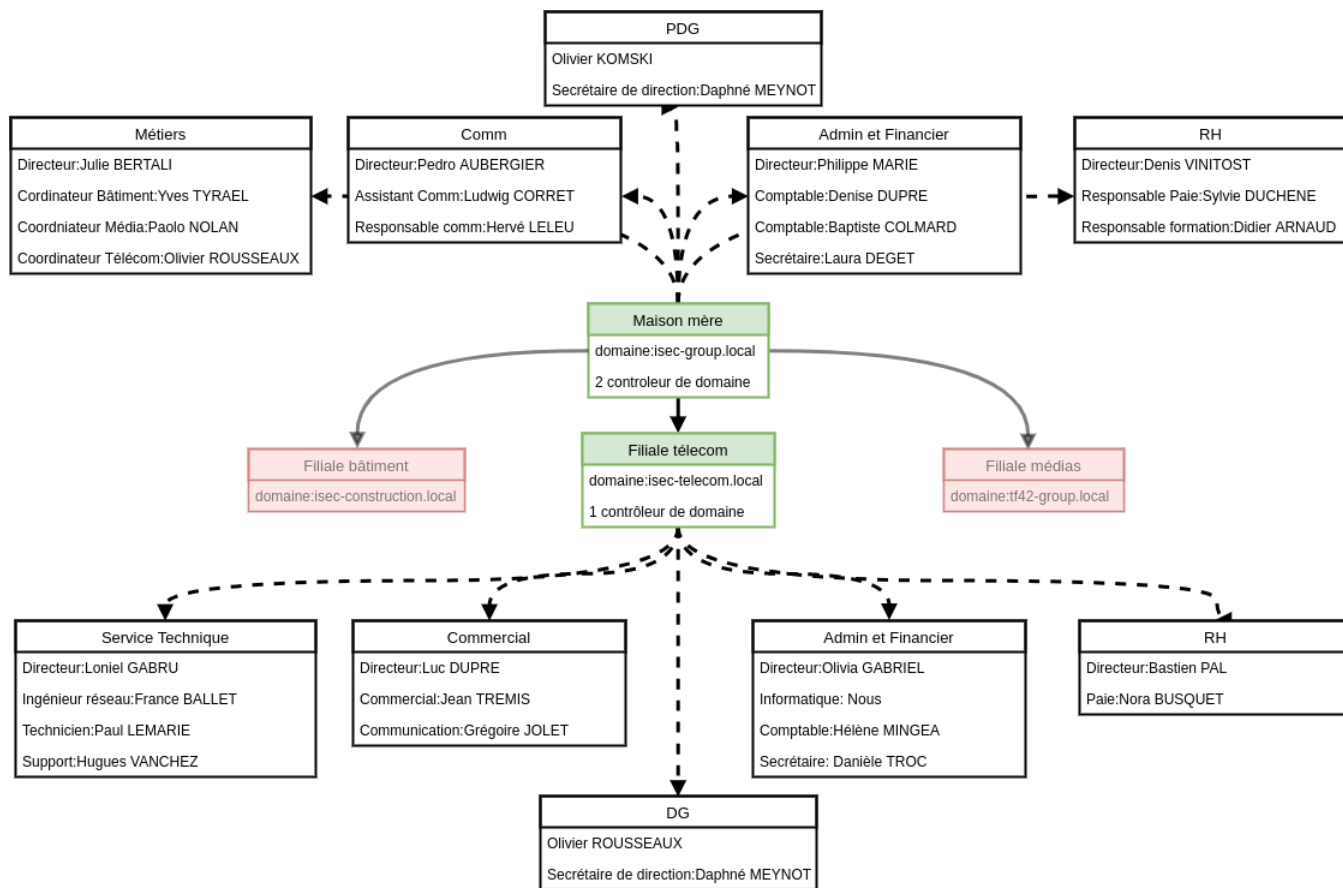 PDG
Olivier KOMSKI
Secrétaire de direction:Daphné MEYNOT
Métiers
Directeur:Julie BERTALI
Cordinateur Bâtiment:Yves TYRAEL
Coordniateur Média:Paolo NOLAN
Coordinateur Télécom:Olivier ROUSSEAUX
Comm
Directeur:Pedro AUBERGIER
Assistant Comm:Ludwig CORRET
Responsable comm:Hervé LELEU
Admin et Financier
Directeur:Philippe MARIE
Comptable:Denise DUPRE
Comptable:Baptiste COLMARD
Secrétaire:Laura DEGET
RH
Directeur:Denis VINITOST
Responsable Paie:Sylvie DUCHENE
Responsable formation:Didier ARNAUD
Maison mère
domaine:isec-group.local
2 controleur de domaine
Filiale bâtiment
domaine:isec-construction.local
Filiale télecom
domaine:isec-telecom.local
1 contrôleur de domaine
Filiale médias
domaine:tf42-group.local
Service Technique
Directeur:Loniel GABRU
Ingénieur réseau:France BALLET
Technicien:Paul LEMARIE
Support:Hugues VANCHEZ
Commercial
Directeur:Luc DUPRE
Commercial:Jean TREMIS
Communication:Grégoire JOLET
Admin et Financier
Directeur:Olivia GABRIEL
Informatique: Nous
Comptable:Hélène MINGEA
Secrétaire: Danièle TROC
RH
Directeur:Bastien PAL
Paie:Nora BUSQUET
DG
Olivier ROUSSEAUX
Secrétaire de direction:Daphné MEYNOT